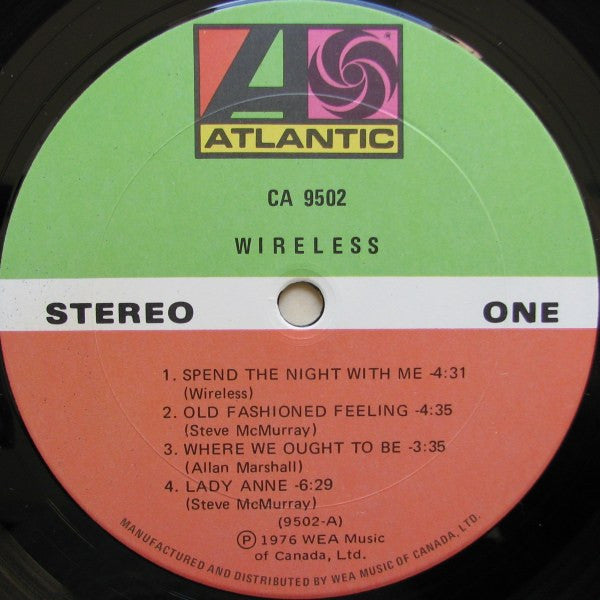 ATLANTIC
CA 9502
WIRELESS
STEREO
ONE
1. SPEND THE NIGHT WITH ME -4:31
(Wireless)
2. OLD FASHIONED FEELING -4:35
(Steve McMurray)
3. WHERE WE OUGHT TO BE -3:35
(Allan Marshall)
4. LADY ANNE -6:29
(Steve McMurray)
(9502-A)
Ⓟ 1976 WEA Music
of Canada, Ltd.
MANUFACTURED AND DISTRIBUTED BY WEA MUSIC OF CANADA, LTD.